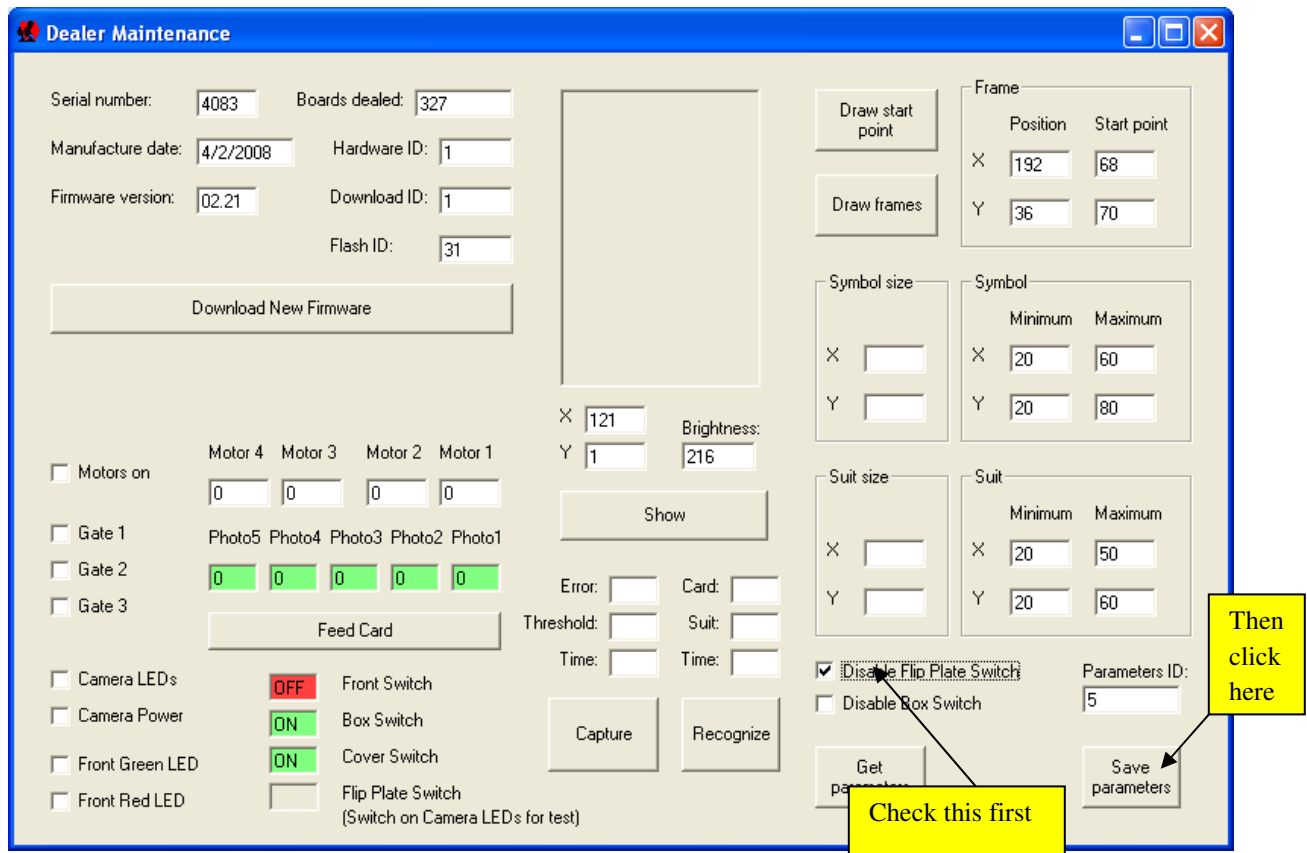 Dealer Maintenance
Serial number: 4083 Boards dealed: 327
Manufacture date: 4/2/2008 Hardware ID: 1
Firmware version: 02.21 Download ID: 1
Flash ID: 31
Download New Firmware
Motors on
Motor 4 Motor 3 Motor 2 Motor 1
0 0 0 0
Gate 1
Gate 2
Gate 3
Photo5 Photo4 Photo3 Photo2 Photo1
0 0 0 0 0
Feed Card
Camera LEDs
Camera Power
Front Green LED
Front Red LED
OFF Front Switch
ON Box Switch
ON Cover Switch
Flip Plate Switch
(Switch on Camera LEDs for test)
X 121
Y 1
Brightness:
216
Show
Error: Card:
Threshold: Suit:
Time: Time:
Capture
Recognize
Draw start
point
Draw frames
Frame
Position Start point
X 192 68
Y 36 70
Symbol size
X
Y
Symbol
Minimum Maximum
X 20 60
Y 20 80
Suit size
X
Y
Suit
Minimum Maximum
X 20 50
Y 20 60
Disable Flip Plate Switch
Disable Box Switch
Parameters ID:
5
Get
Save
parameters
Check this first
Then
click
here